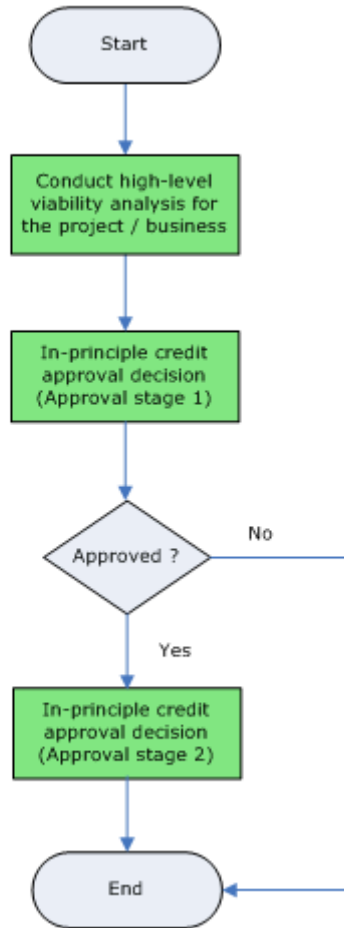 Start
Conduct high-level
viability analysis for
the project / business
In-principle credit
approval decision
(Approval stage 1)
Approved ?
No
Yes
In-principle credit
approval decision
(Approval stage 2)
End